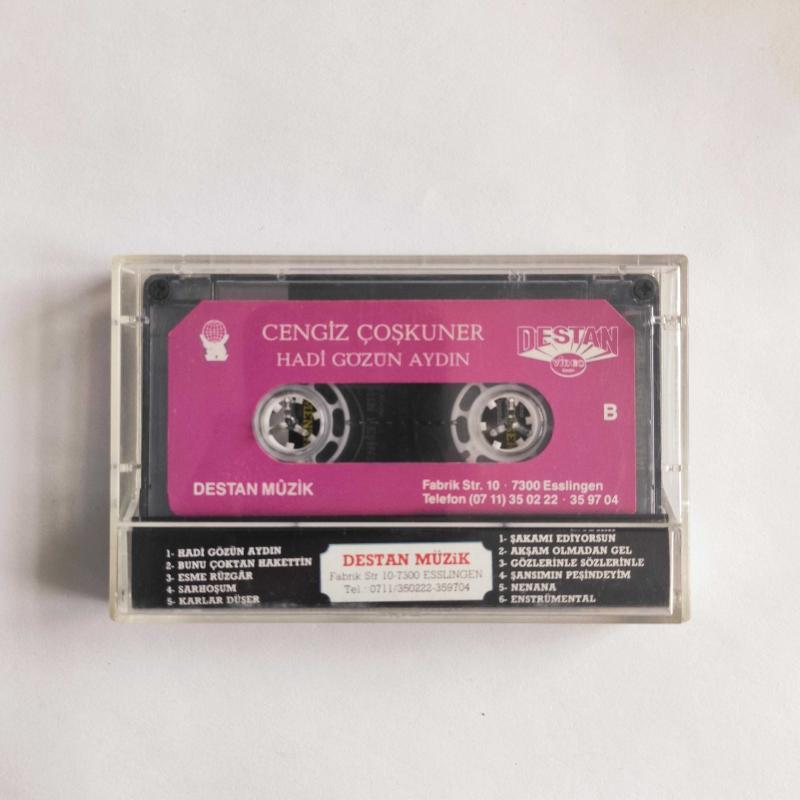 CENGİZ ÇOŞKUNER
HADİ GÖZÜN AYDIN
DESTAN
VİDEO
B
DESTAN MÜZİK
Fabrik Str. 10 · 7300 Esslingen
Telefon (07 11) 35 02 22 · 35 97 04
1- HADİ GÖZÜN AYDIN
2- BUNU ÇOKTAN HAKETTİN
3- ESME RÜZGÂR
4- SARHOŞUM
5- KARLAR DÜŞER
DESTAN MÜZİK
Fabrik Str 10-7300 ESSLINGEN
Tel.: 0711/350222-359704
1- ŞAKAMI EDİYORSUN
2- AKŞAM OLMADAN GEL
3- GÖZLERİNLE SÖZLERİNLE
4- ŞANSIMIN PEŞİNDEYİM
5- NENANA
6- ENSTRÜMENTAL